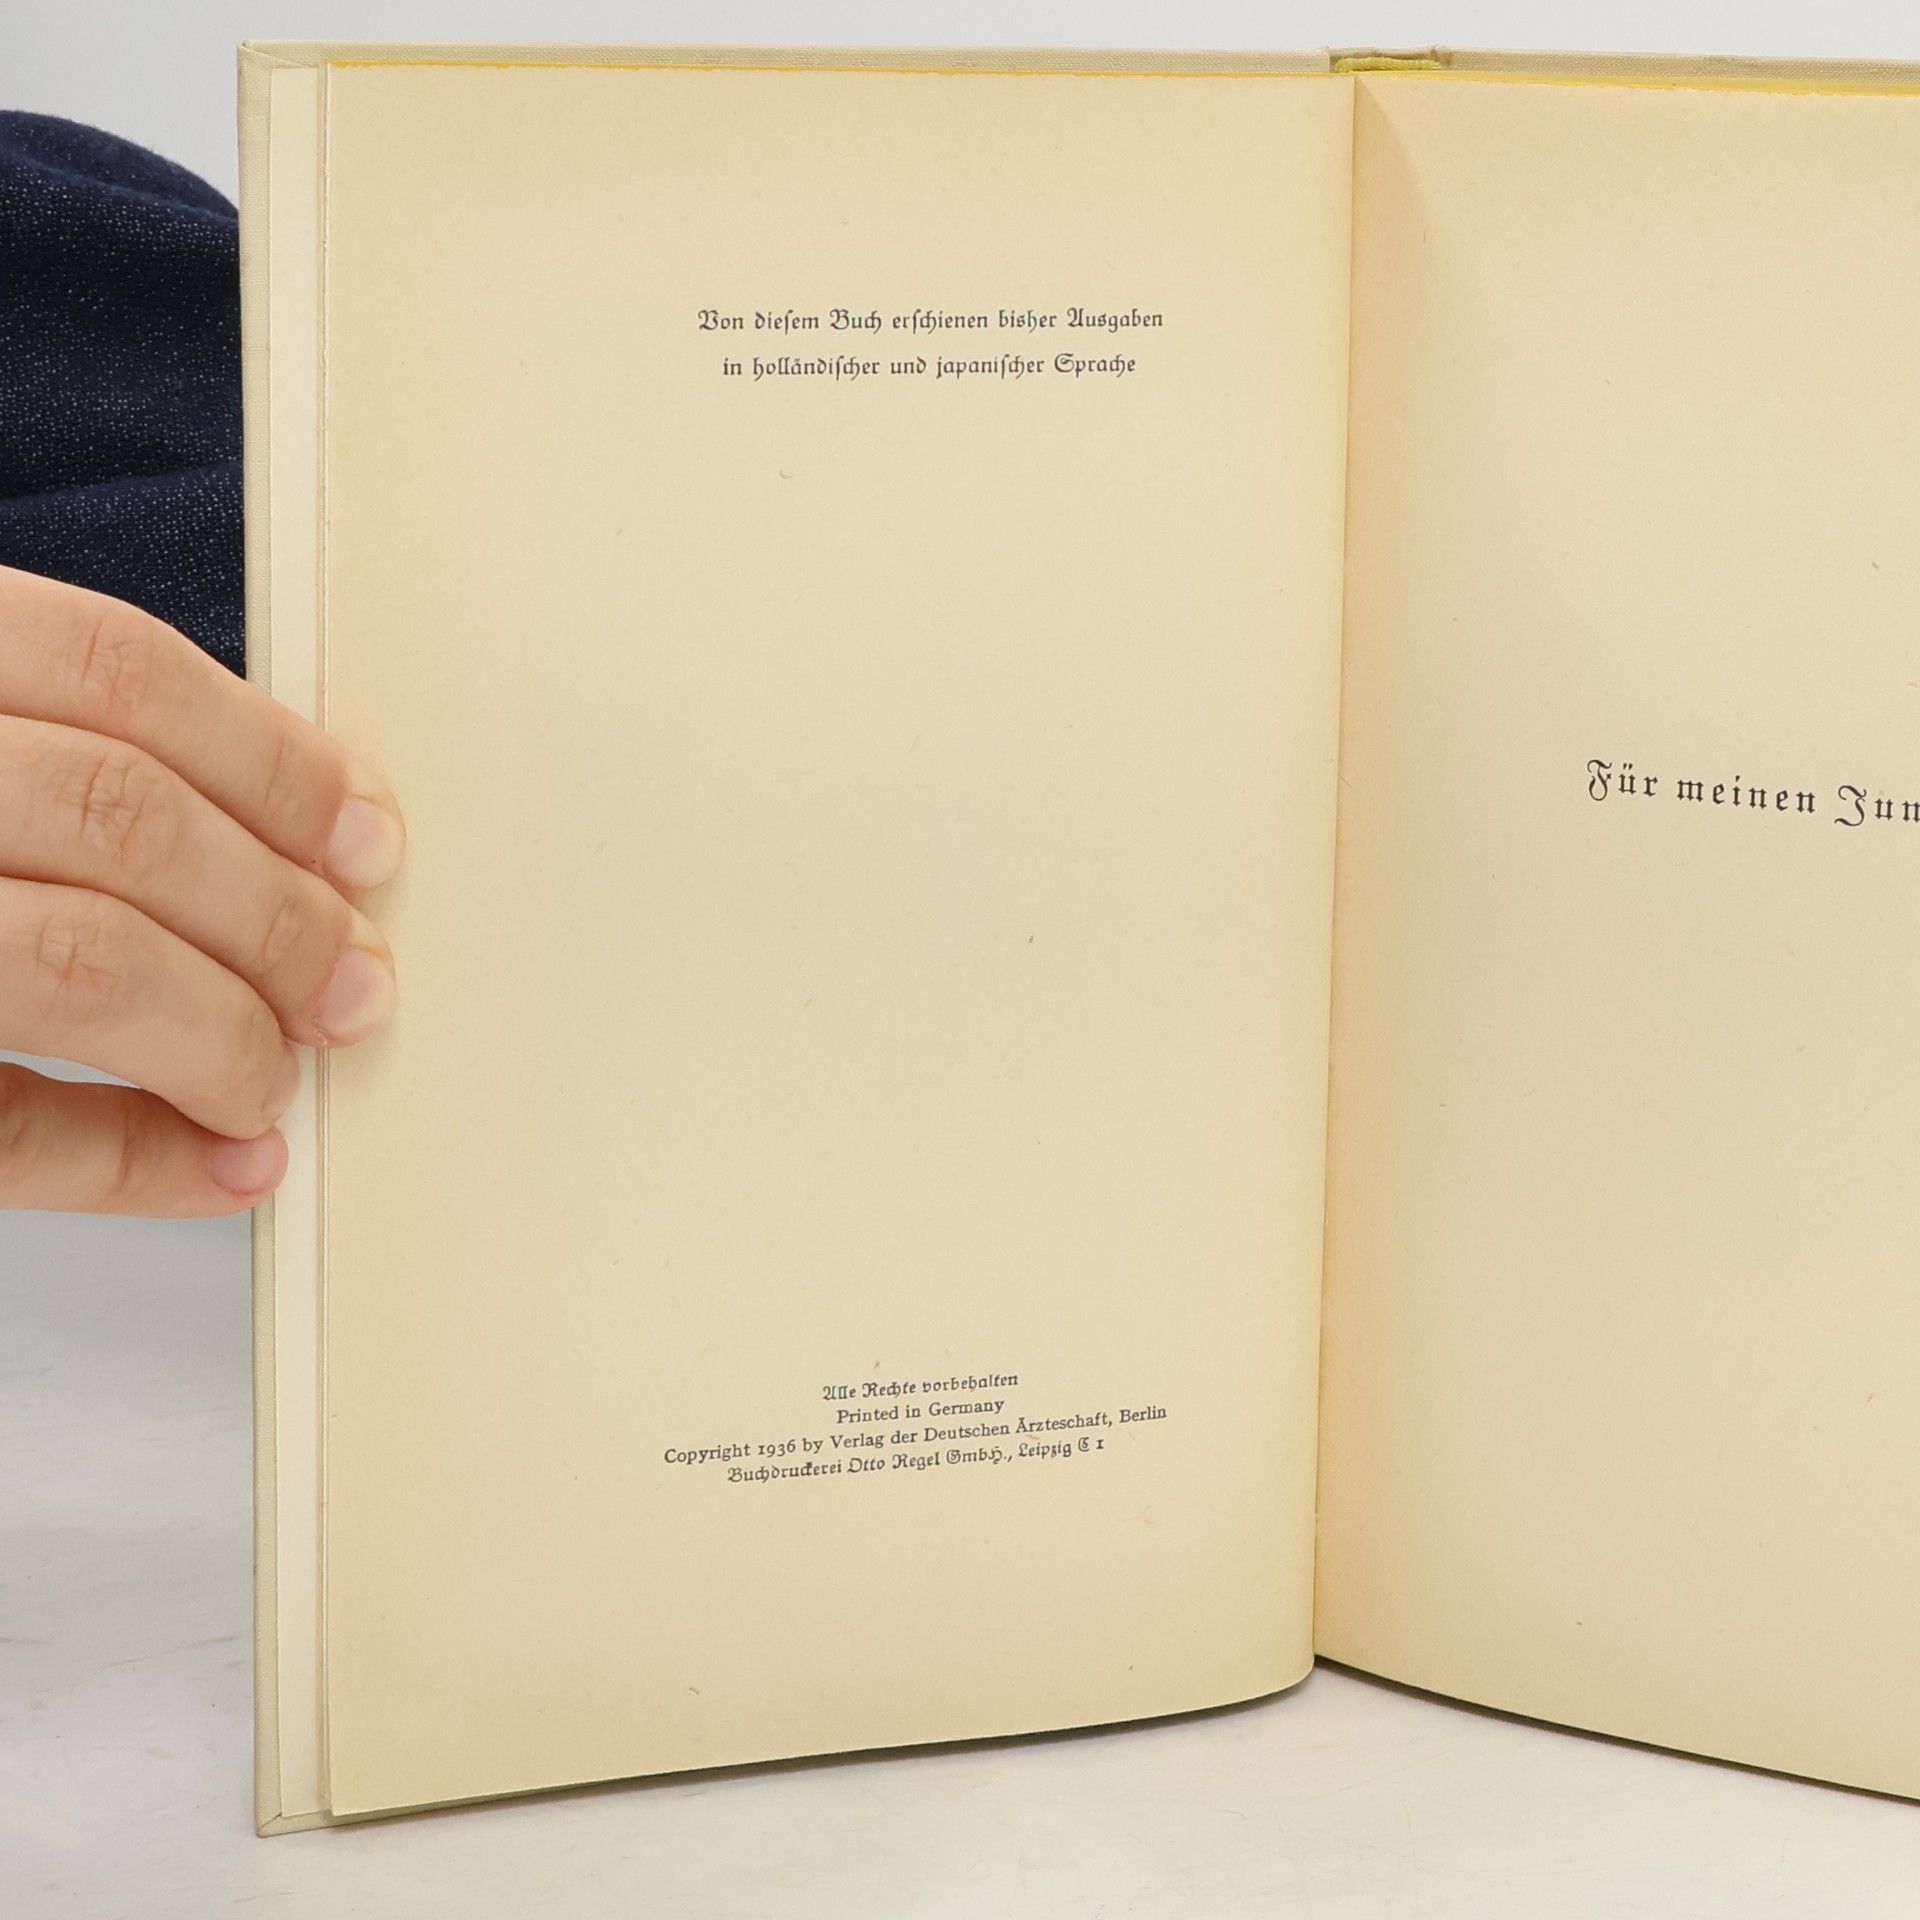 Von diesem Buch erschienen bisher Ausgaben
in holländischer und japanischer Sprache
Alle Rechte vorbehalten
Printed in Germany
Copyright 1936 by Verlag der Deutschen Ärzteschaft, Berlin
Buchdruckerei Otto Regel GmbH., Leipzig C 1
Für meinen